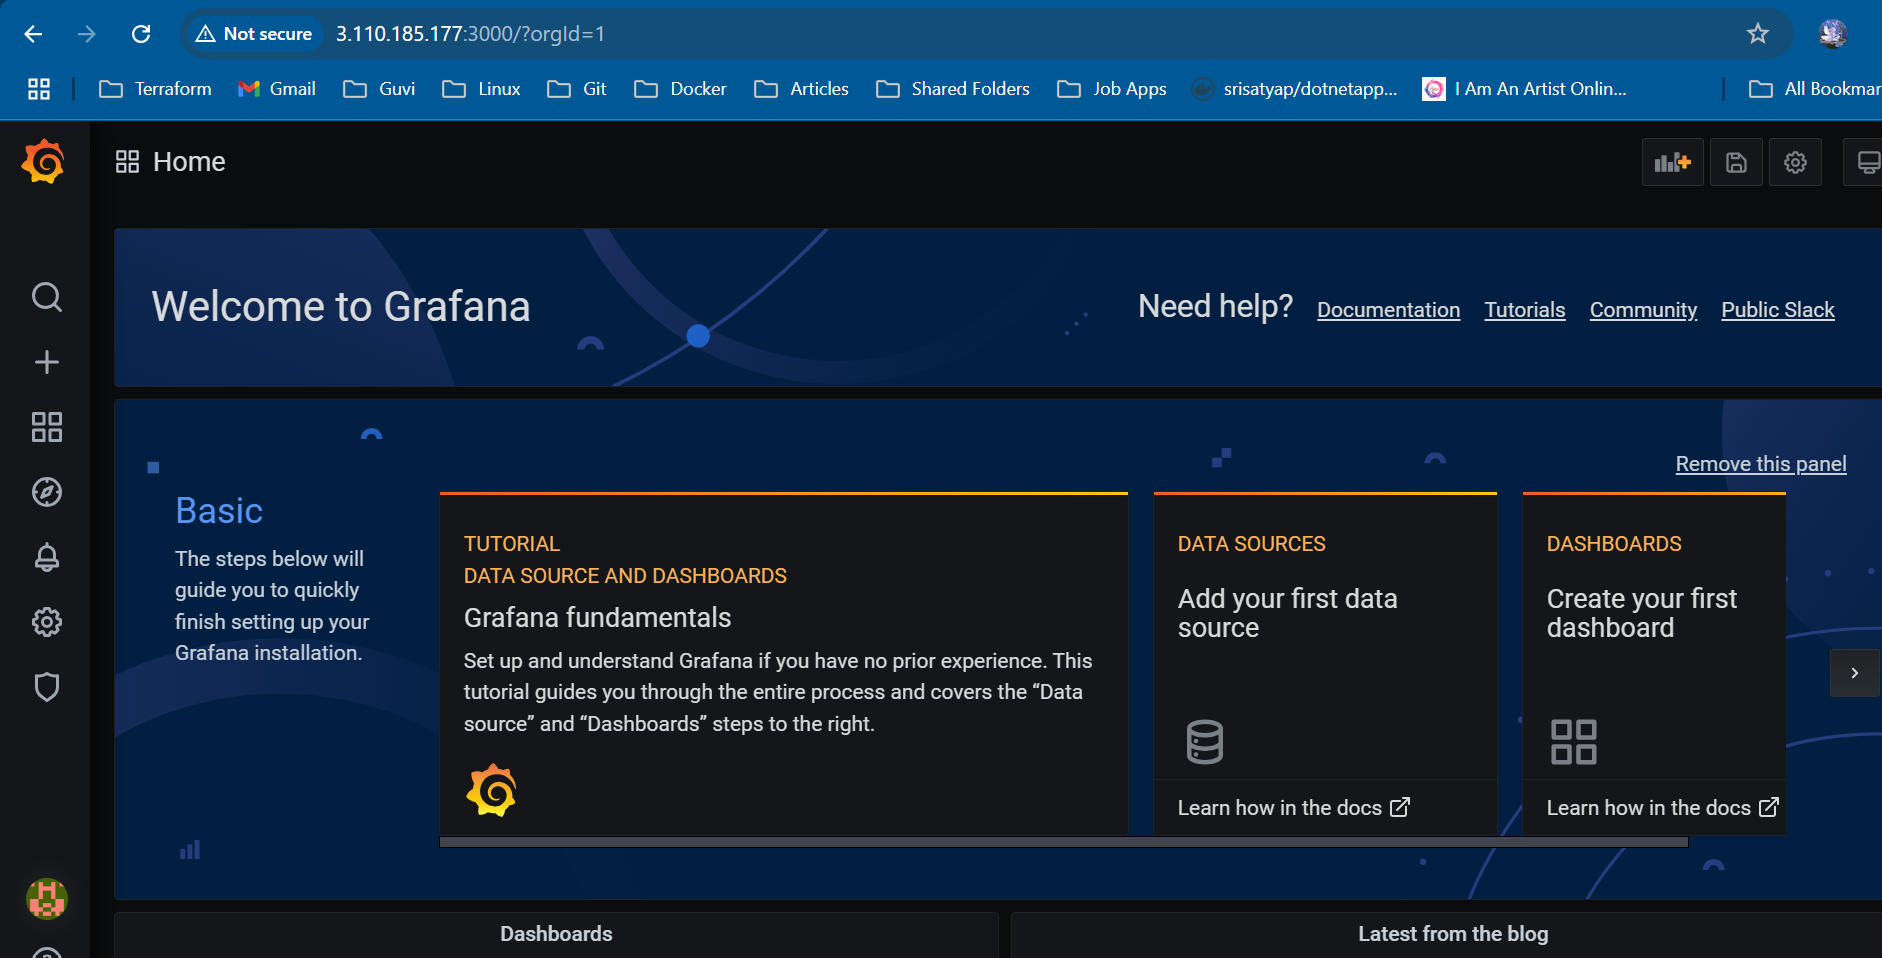 Not secure
3.110.185.177:3000/?orgId=1
Terraform
Gmail
Guvi
Linux
Git
Docker
Articles
Shared Folders
Job Apps
srisatyap/dotnetapp...
I Am An Artist Onlin...
All Bookmar
Home
Welcome to Grafana
Need help?
Documentation
Tutorials
Community
Public Slack
Remove this panel
Basic
The steps below will
guide you to quickly
finish setting up your
Grafana installation.
TUTORIAL
DATA SOURCE AND DASHBOARDS
Grafana fundamentals
Set up and understand Grafana if you have no prior experience. This
tutorial guides you through the entire process and covers the “Data
source” and “Dashboards” steps to the right.
DATA SOURCES
Add your first data
source
Learn how in the docs
DASHBOARDS
Create your first
dashboard
Learn how in the docs
Dashboards
Latest from the blog